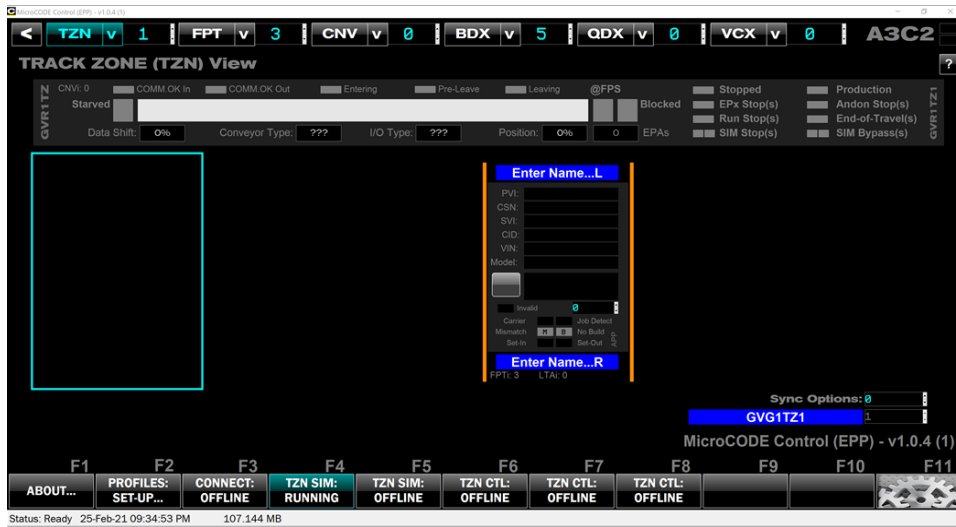 MicroCODE Control (EPP) - v1.0.4 (1)
< TZN v 1 FPT v 3 CNV v 0 BDX v 5 QDX v 0 VCX v 0 A3C2
TRACK ZONE (TZN) View ?
GVR1TZ CNVi: 0 COMM.OK In COMM.OK Out Entering Pre-Leave Leaving @FPS Stopped Production GVR1TZN1
Starved Blocked EPx Stop(s) Andon Stop(s)
Run Stop(s) End-of-Travel(s)
Data Shift: 0% Conveyor Type: ??? I/O Type: ??? Position: 0% 0 EPAs SIM Stop(s) SIM Bypass(s)
Enter Name...L
PVI:
CSN:
SVI:
CID:
VIN:
Model:
Invalid 0
Carrier Job Detect
Mismatch M B No Build
Set-In Set-Out APP
Enter Name...R
FPTi: 3 LTAi: 0
Sync Options: 0
GVG1TZ1 1
MicroCODE Control (EPP) - v1.0.4 (1)
F1 F2 F3 F4 F5 F6 F7 F8 F9 F10 F11
ABOUT... PROFILES: SET-UP... CONNECT: OFFLINE TZN SIM: RUNNING TZN SIM: OFFLINE TZN CTL: OFFLINE TZN CTL: OFFLINE TZN CTL: OFFLINE
Status: Ready 25-Feb-21 09:34:53 PM 107.144 MB